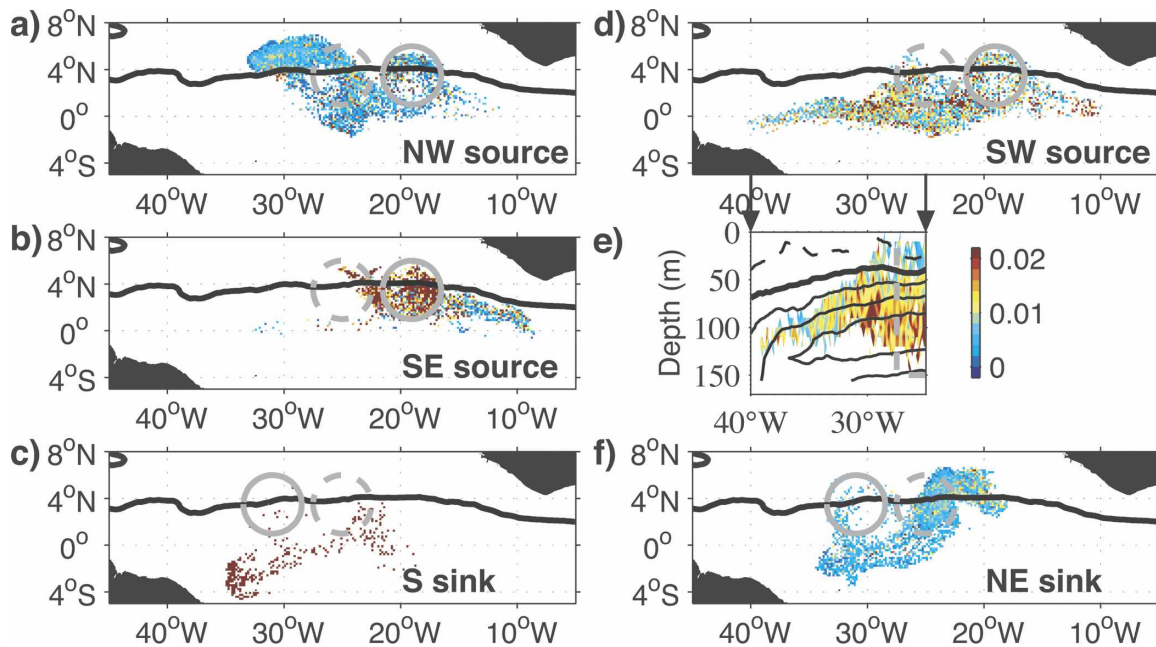 a) 8°N
4°N
0°
4°S
NW source
40°W 30°W 20°W 10°W
d) 8°N
4°N
0°
4°S
SW source
40°W 30°W 20°W 10°W
b) 8°N
4°N
0°
4°S
SE source
40°W 30°W 20°W 10°W
e) 0
50
100
150
Depth (m)
40°W 30°W
0.02
0.01
0
c) 8°N
4°N
0°
4°S
S sink
40°W 30°W 20°W 10°W
f) 8°N
4°N
0°
4°S
NE sink
40°W 30°W 20°W 10°W